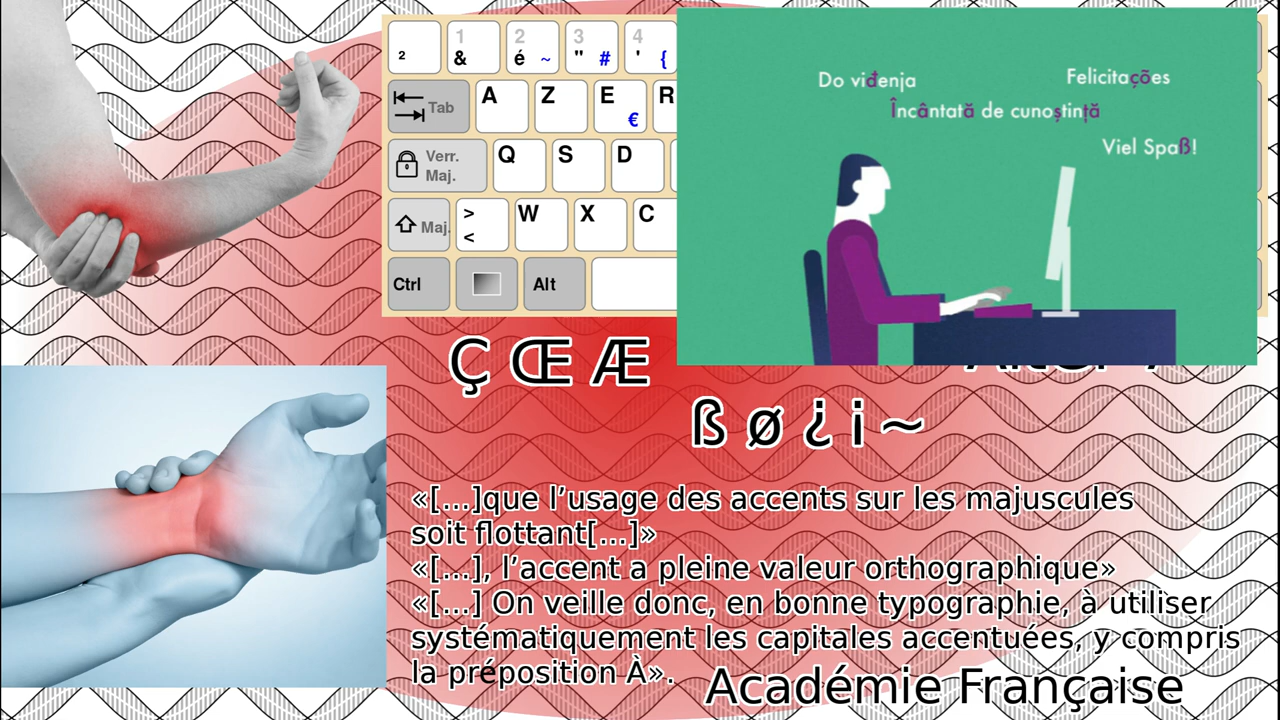 1 2 3 4
² & é ~ " # ' {
Tab A Z E R
€
Verr. Maj. Q S D
Maj. > < W X C
Ctrl Alt
Do viđenja
Felicitações
Încântată de cunoștință
Viel Spaß!
Ç Œ Æ
ß ø ¿ ¡ ~
«[...]que l’usage des accents sur les majuscules
soit flottant[...]»
«[...], l’accent a pleine valeur orthographique»
«[...] On veille donc, en bonne typographie, à utiliser
systématiquement les capitales accentuées, y compris
la préposition À».
Académie Française